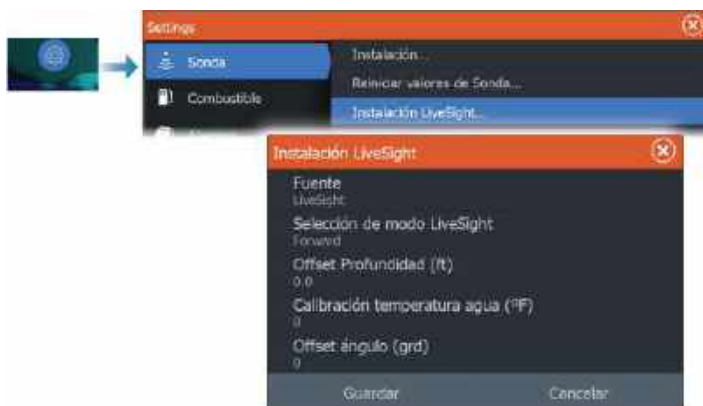 Settings
Sonda
Combustible
Instalación...
Reiniciar valores de Sonda...
Instalación LiveSight...
Instalación LiveSight
Fuente
LiveSight
Selección de modo LiveSight
Forward
Offset Profundidad (ft)
0.0
Calibración temperatura agua (ºF)
0
Offset ángulo (grd)
0
Guardar
Cancelar